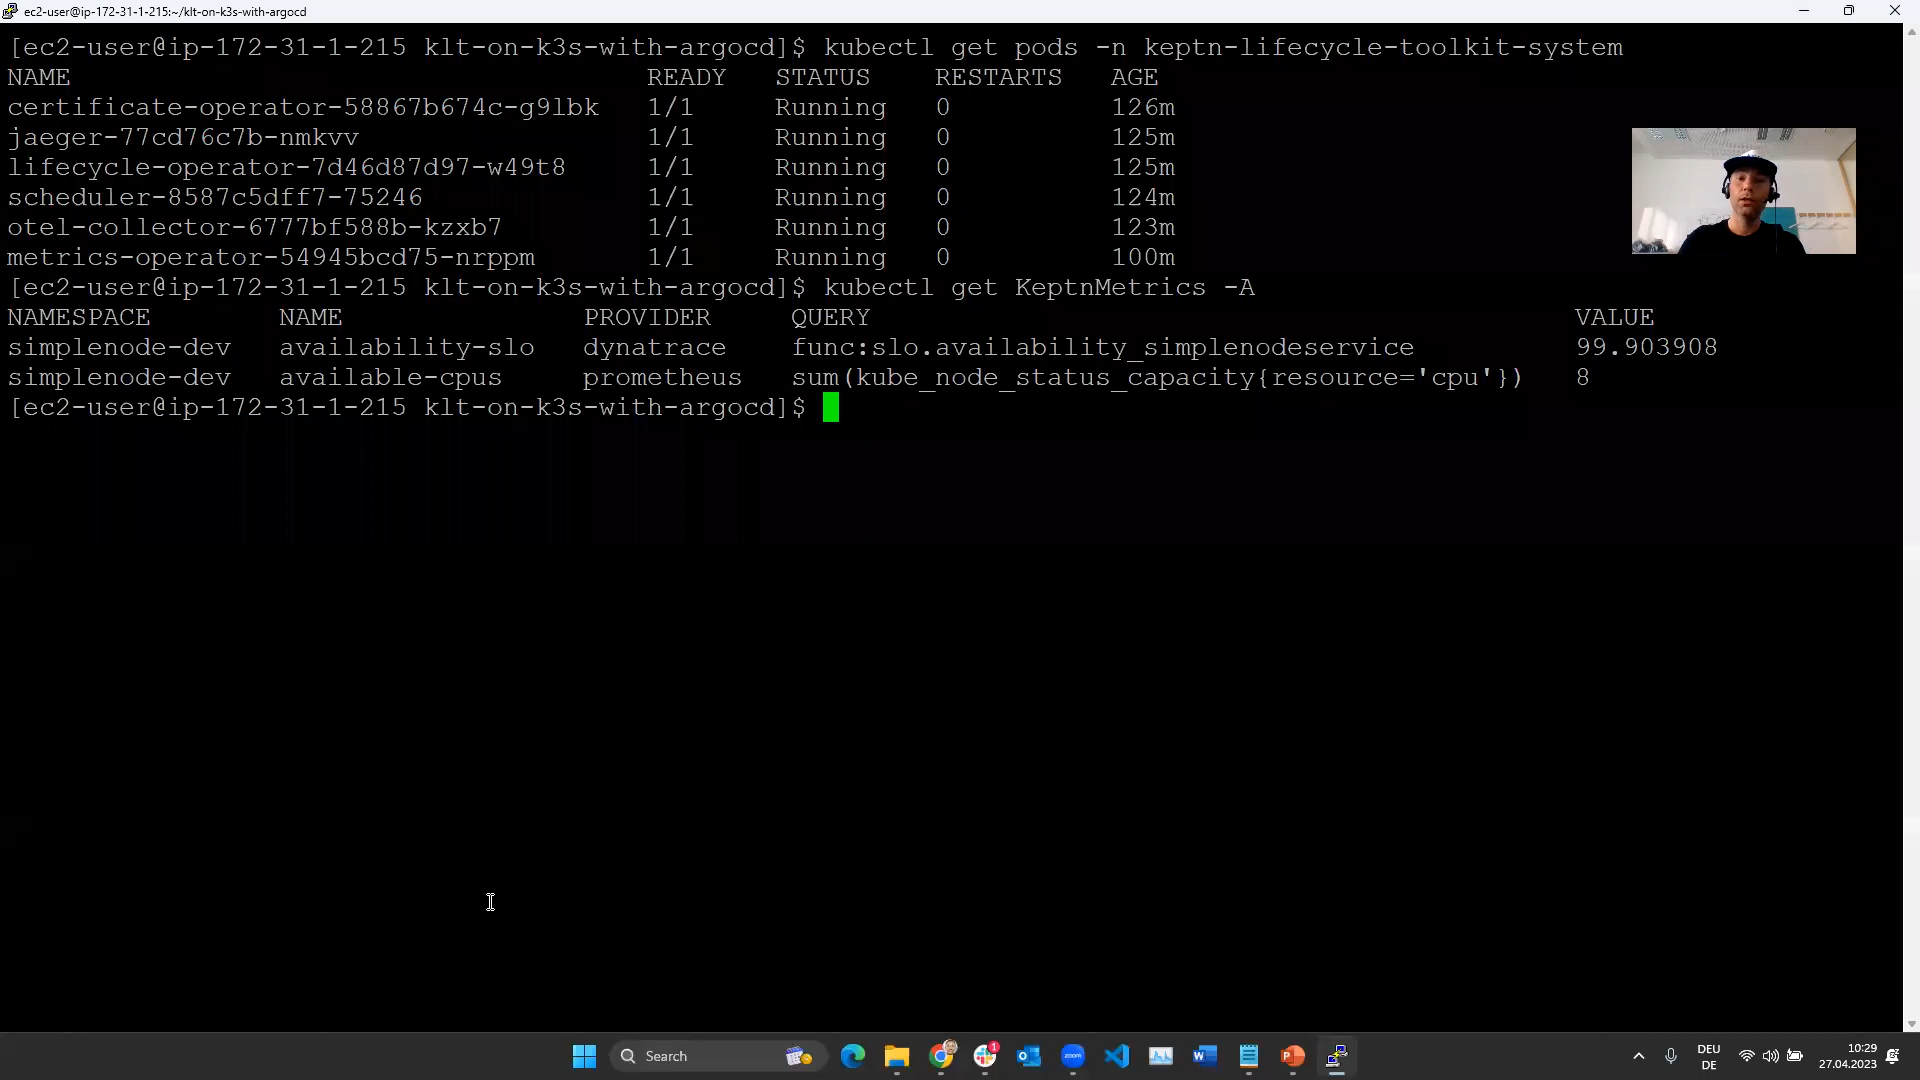 ec2-user@ip-172-31-1-215:~/klt-on-k3s-with-argocd
[ec2-user@ip-172-31-1-215 klt-on-k3s-with-argocd]$ kubectl get pods -n keptn-lifecycle-toolkit-system
NAME READY STATUS RESTARTS AGE
certificate-operator-58867b674c-g9lbk 1/1 Running 0 126m
jaeger-77cd76c7b-nmkvv 1/1 Running 0 125m
lifecycle-operator-7d46d87d97-w49t8 1/1 Running 0 125m
scheduler-8587c5dff7-75246 1/1 Running 0 124m
otel-collector-6777bf588b-kzxb7 1/1 Running 0 123m
metrics-operator-54945bcd75-nrppm 1/1 Running 0 100m
[ec2-user@ip-172-31-1-215 klt-on-k3s-with-argocd]$ kubectl get KeptnMetrics -A
NAMESPACE NAME PROVIDER QUERY VALUE
simplenode-dev availability-slo dynatrace func:slo.availability_simplenodeservice 99.903908
simplenode-dev available-cpus prometheus sum(kube_node_status_capacity{resource='cpu'}) 8
[ec2-user@ip-172-31-1-215 klt-on-k3s-with-argocd]$
Search
zoom
1
DEU
DE
10:29
27.04.2023